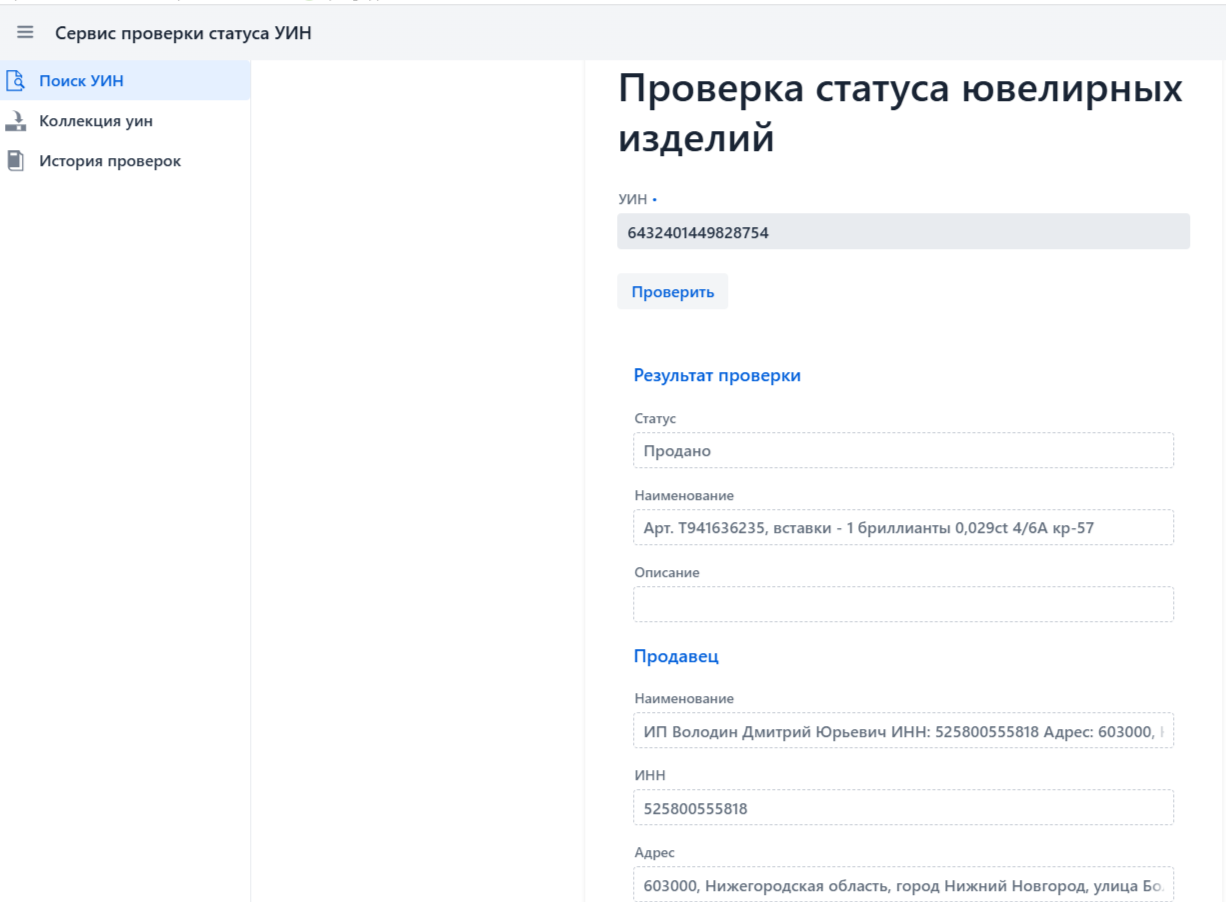 Сервис проверки статуса УИН
Поиск УИН
Коллекция уин
История проверок
Проверка статуса ювелирных
изделий
УИН •
6432401449828754
Проверить
Результат проверки
Статус
Продано
Наименование
Арт. Т941636235, вставки - 1 бриллианты 0,029ct 4/6А кр-57
Описание
Продавец
Наименование
ИП Володин Дмитрий Юрьевич ИНН: 525800555818 Адрес: 603000,
ИНН
525800555818
Адрес
603000, Нижегородская область, город Нижний Новгород, улица Бо